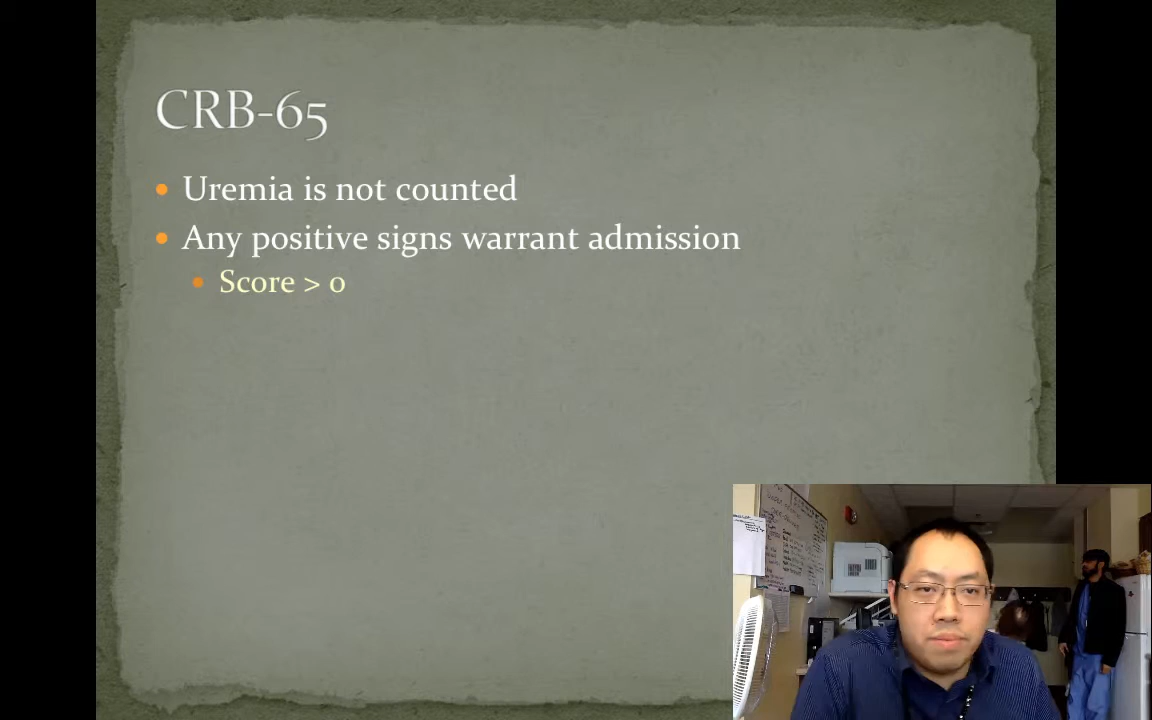 CRB-65
Uremia is not counted
Any positive signs warrant admission
Score > 0